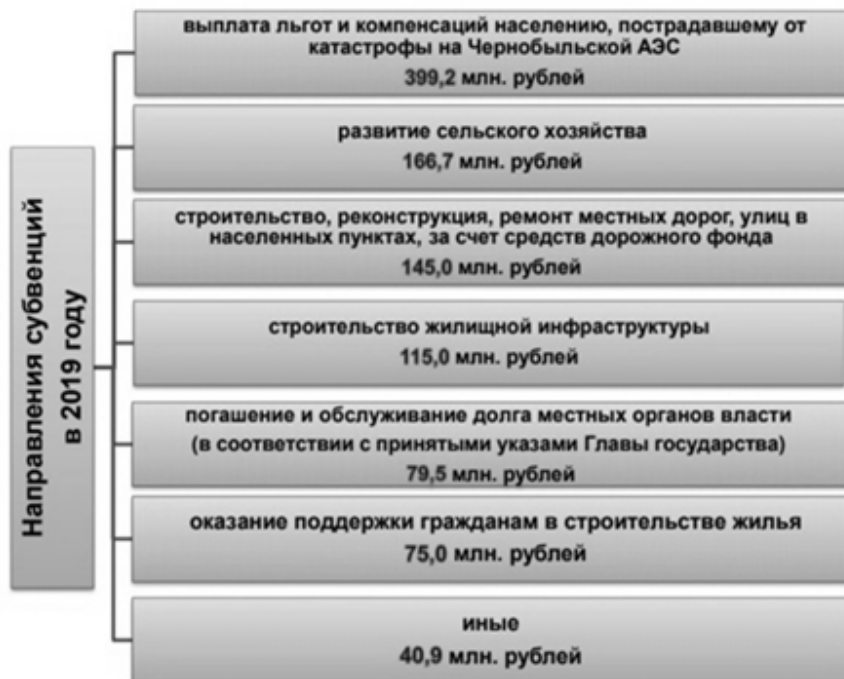 Направления субвенций
в 2019 году
выплата льгот и компенсаций населению, пострадавшему от
катастрофы на Чернобыльской АЭС
399,2 млн. рублей
развитие сельского хозяйства
166,7 млн. рублей
строительство, реконструкция, ремонт местных дорог, улиц в
населенных пунктах, за счет средств дорожного фонда
145,0 млн. рублей
строительство жилищной инфраструктуры
115,0 млн. рублей
погашение и обслуживание долга местных органов власти
(в соответствии с принятыми указами Главы государства)
79,5 млн. рублей
оказание поддержки гражданам в строительстве жилья
75,0 млн. рублей
иные
40,9 млн. рублей